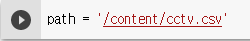 path = '/content/cctv.csv'